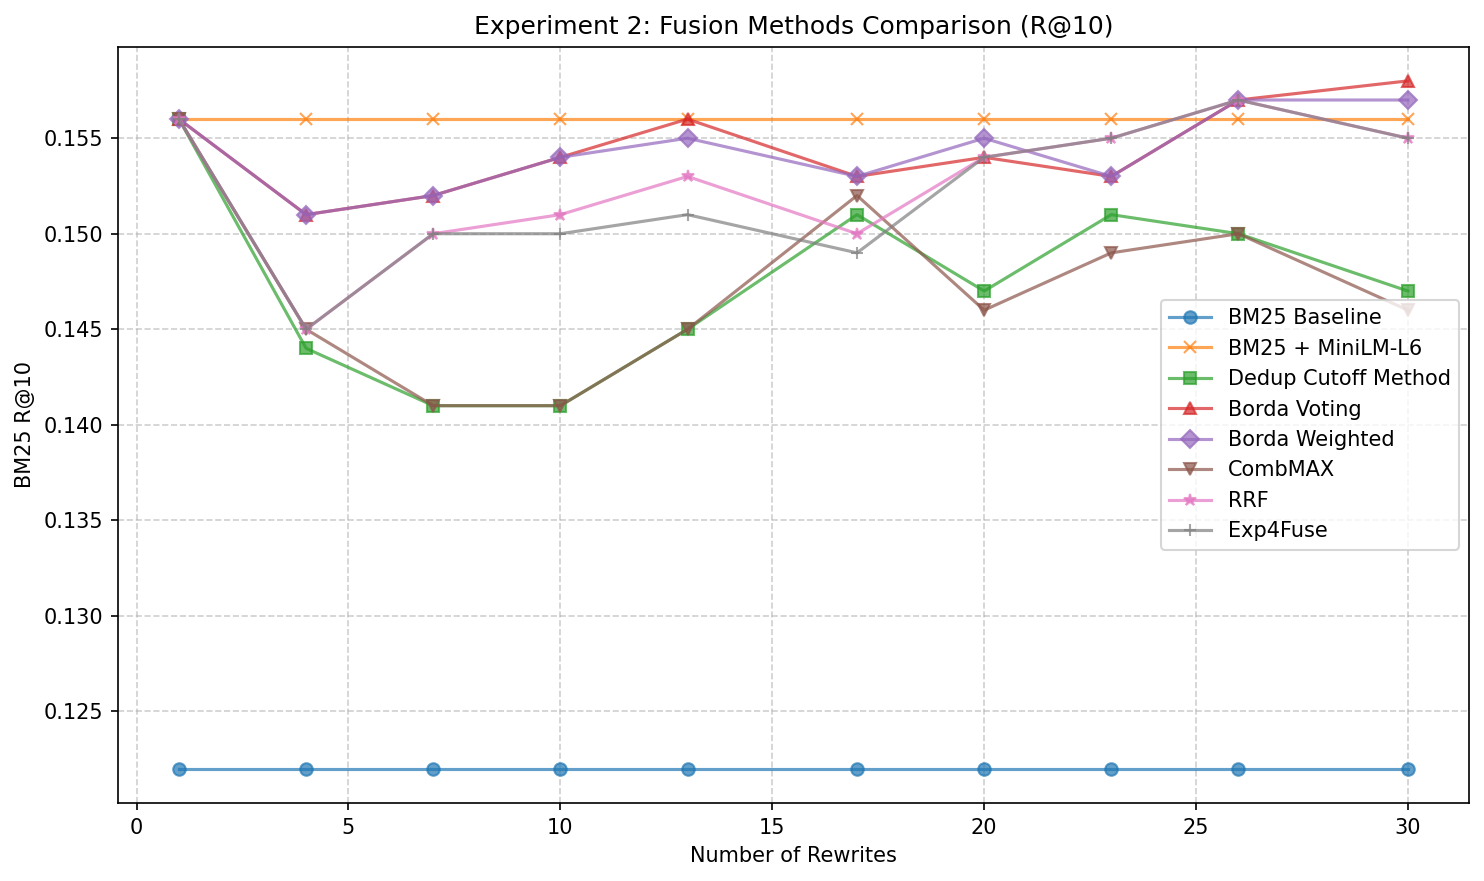 Experiment 2: Fusion Methods Comparison (R@10)
BM25 R@10
0.155
0.150
0.145
0.140
0.135
0.130
0.125
BM25 Baseline
BM25 + MiniLM-L6
Dedup Cutoff Method
Borda Voting
Borda Weighted
CombMAX
RRF
Exp4Fuse
0 5 10 15 20 25 30
Number of Rewrites